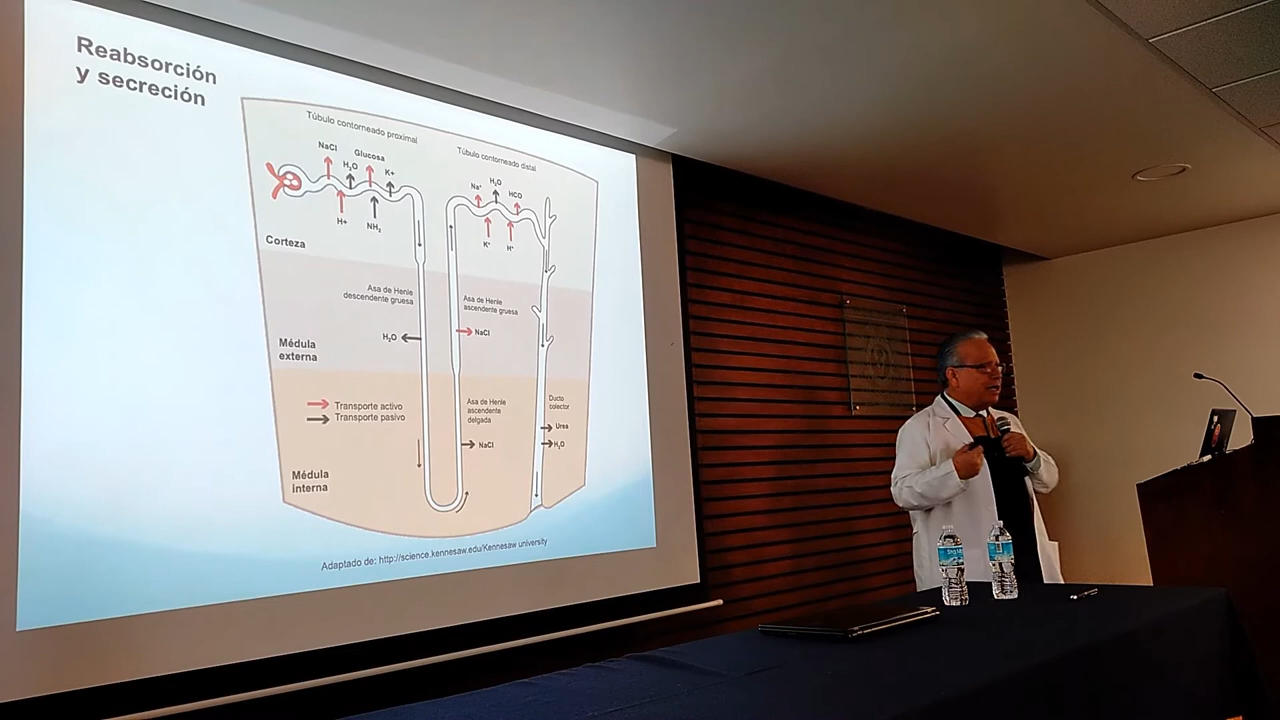 Reabsorción
y secreción
Túbulo contorneado proximal
Túbulo contorneado distal
NaCl
H₂O
Glucosa
K+
H+
NH₂
Na⁺
H₂O
HCO
K⁺
H⁺
Corteza
Asa de Henle
descendente gruesa
Asa de Henle
ascendente gruesa
H₂O
NaCl
Médula
externa
Transporte activo
Transporte pasivo
Asa de Henle
ascendente
delgada
NaCl
Ducto
colector
Urea
H₂O
Médula
interna
Adaptado de: http://science.kennesaw.edu/Kennesaw university